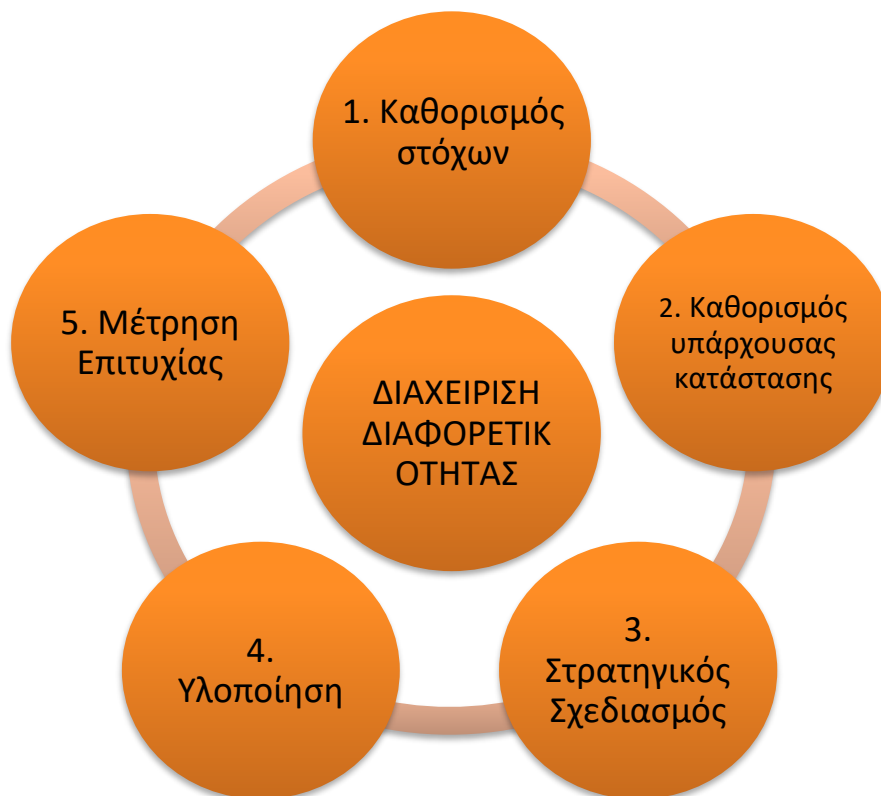 1. Καθορισμός
στόχων
2. Καθορισμός
υπάρχουσας
κατάστασης
3.
Στρατηγικός
Σχεδιασμός
4.
Υλοποίηση
5. Μέτρηση
Επιτυχίας
ΔΙΑΧΕΙΡΙΣΗ
ΔΙΑΦΟΡΕΤΙΚ
ΟΤΗΤΑΣ